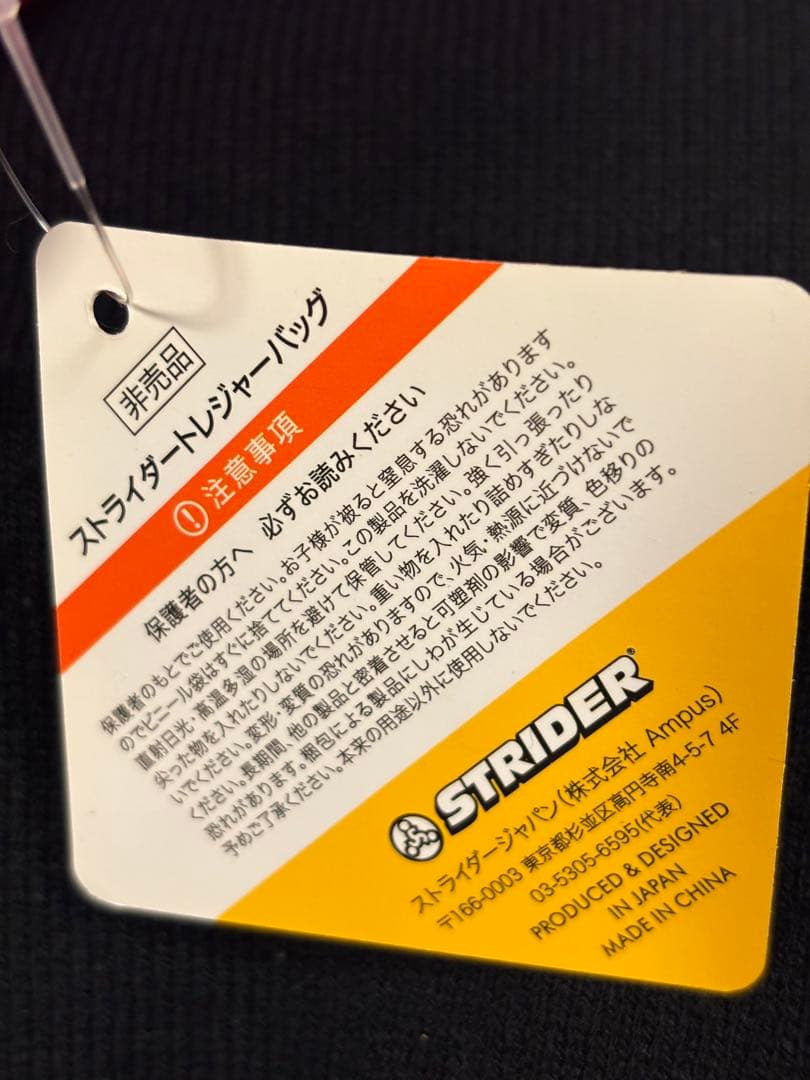 非売品
ストライダートレジャーバッグ
! 注意事項
保護者の方へ 必ずお読みください
保護者のもとでご使用ください。お子様が被ると窒息する恐れがあります
のでビニール袋はすぐに捨ててください。この製品を洗濯しないでください。
直射日光・高温多湿の場所を避けて保管してください。強く引っ張ったり
尖った物を入れたりしないでください。重い物を入れたり詰めすぎたりしな
いでください。変形・変質の恐れがありますので、火気・熱源に近づけないで
ください。長期間、他の製品と密着させると可塑剤の影響で変質、色移りの
恐れがあります。梱包による製品にしわが生じている場合がございます。
予めご了承ください。本来の用途以外に使用しないでください。
STRIDER®
ストライダージャパン(株式会社 Ampus)
〒166-0003 東京都杉並区高円寺南4-5-7 4F
03-5305-6595(代表)
PRODUCED & DESIGNED
IN JAPAN
MADE IN CHINA